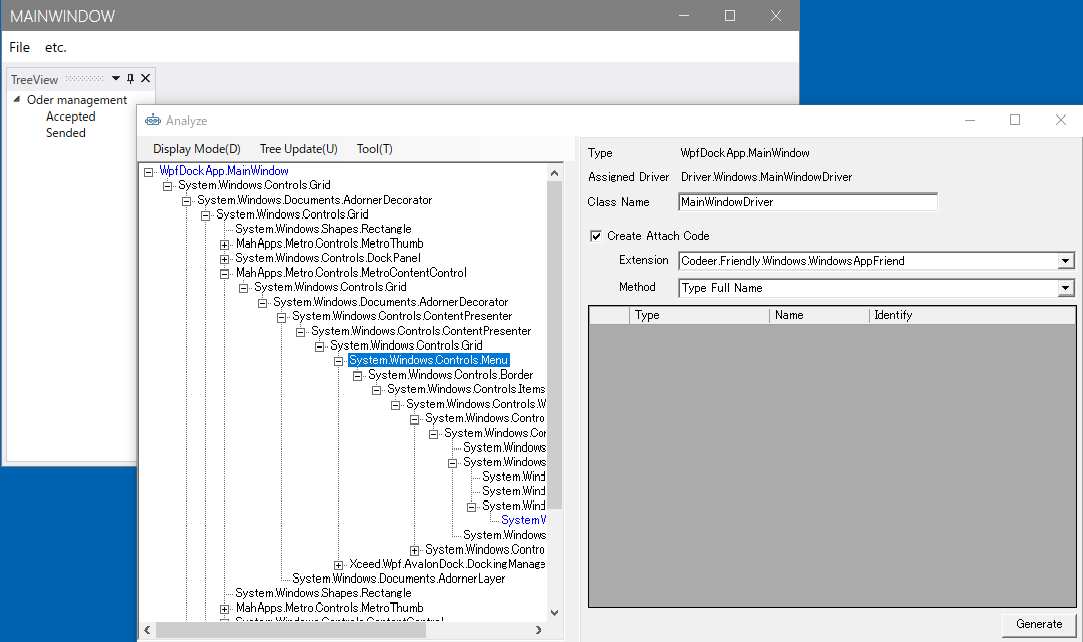 MAINWINDOW
File etc.
TreeView
Oder management
Accepted
Sended
Analyze
Display Mode(D) Tree Update(U) Tool(T)
WpfDockApp.MainWindow
System.Windows.Controls.Grid
System.Windows.Documents.AdornerDecorator
System.Windows.Controls.Grid
System.Windows.Shapes.Rectangle
MahApps.Metro.Controls.MetroThumb
System.Windows.Controls.DockPanel
MahApps.Metro.Controls.MetroContentControl
System.Windows.Controls.Grid
System.Windows.Documents.AdornerDecorator
System.Windows.Controls.ContentPresenter
System.Windows.Controls.ContentPresenter
System.Windows.Controls.Grid
System.Windows.Controls.Menu
System.Windows.Controls.Border
System.Windows.Controls.Items
System.Windows.Controls.W
System.Windows.Contro
System.Windows.Cor
System.Windows
System.Windows
System.Wind
System.Wind
System.Wind
System.W
System.Windows
System.Windows.Contro
Xceed.Wpf.AvalonDock.DockingManage
System.Windows.Documents.AdornerLayer
System.Windows.Shapes.Rectangle
MahApps.Metro.Controls.MetroThumb
System.Windows.Controls.ContentControl
Type WpfDockApp.MainWindow
Assigned Driver Driver.Windows.MainWindowDriver
Class Name MainWindowDriver
Create Attach Code
Extension Codeer.Friendly.Windows.WindowsAppFriend
Method Type Full Name
Type Name Identify
Generate